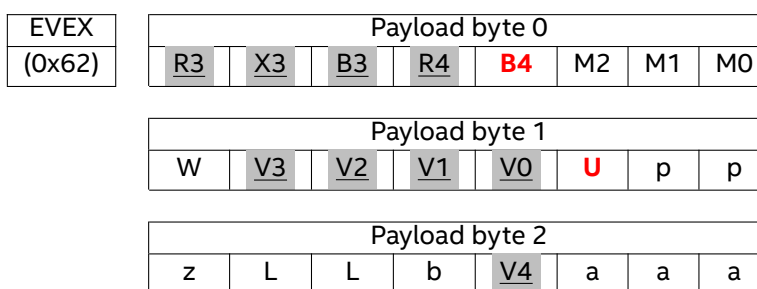 EVEX Payload byte 0
(0x62) R3 X3 B3 R4 B4 M2 M1 M0
Payload byte 1
W V3 V2 V1 V0 U p p
Payload byte 2
z L L b V4 a a a